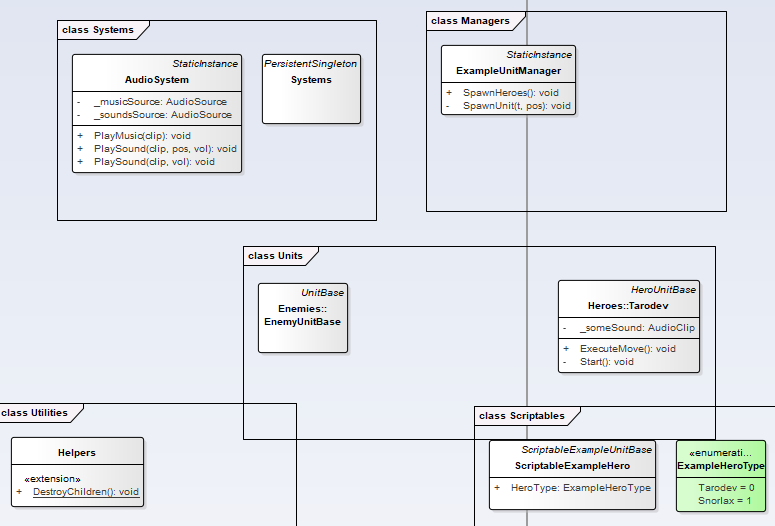 class Systems
StaticInstance
AudioSystem
- _musicSource: AudioSource
- _soundsSource: AudioSource
+ PlayMusic(clip): void
+ PlaySound(clip, pos, vol): void
+ PlaySound(clip, vol): void
PersistentSingleton
Systems
class Managers
StaticInstance
ExampleUnitManager
+ SpawnHeroes(): void
- SpawnUnit(t, pos): void
class Units
UnitBase
Enemies::
EnemyUnitBase
HeroUnitBase
Heroes::Tarodev
- _someSound: AudioClip
+ ExecuteMove(): void
- Start(): void
class Utilities
Helpers
«extension»
+ DestroyChildren(): void
class Scriptables
ScriptableExampleUnitBase
ScriptableExampleHero
+ HeroType: ExampleHeroType
«enumerati...
ExampleHeroType
Tarodev = 0
Snorlax = 1